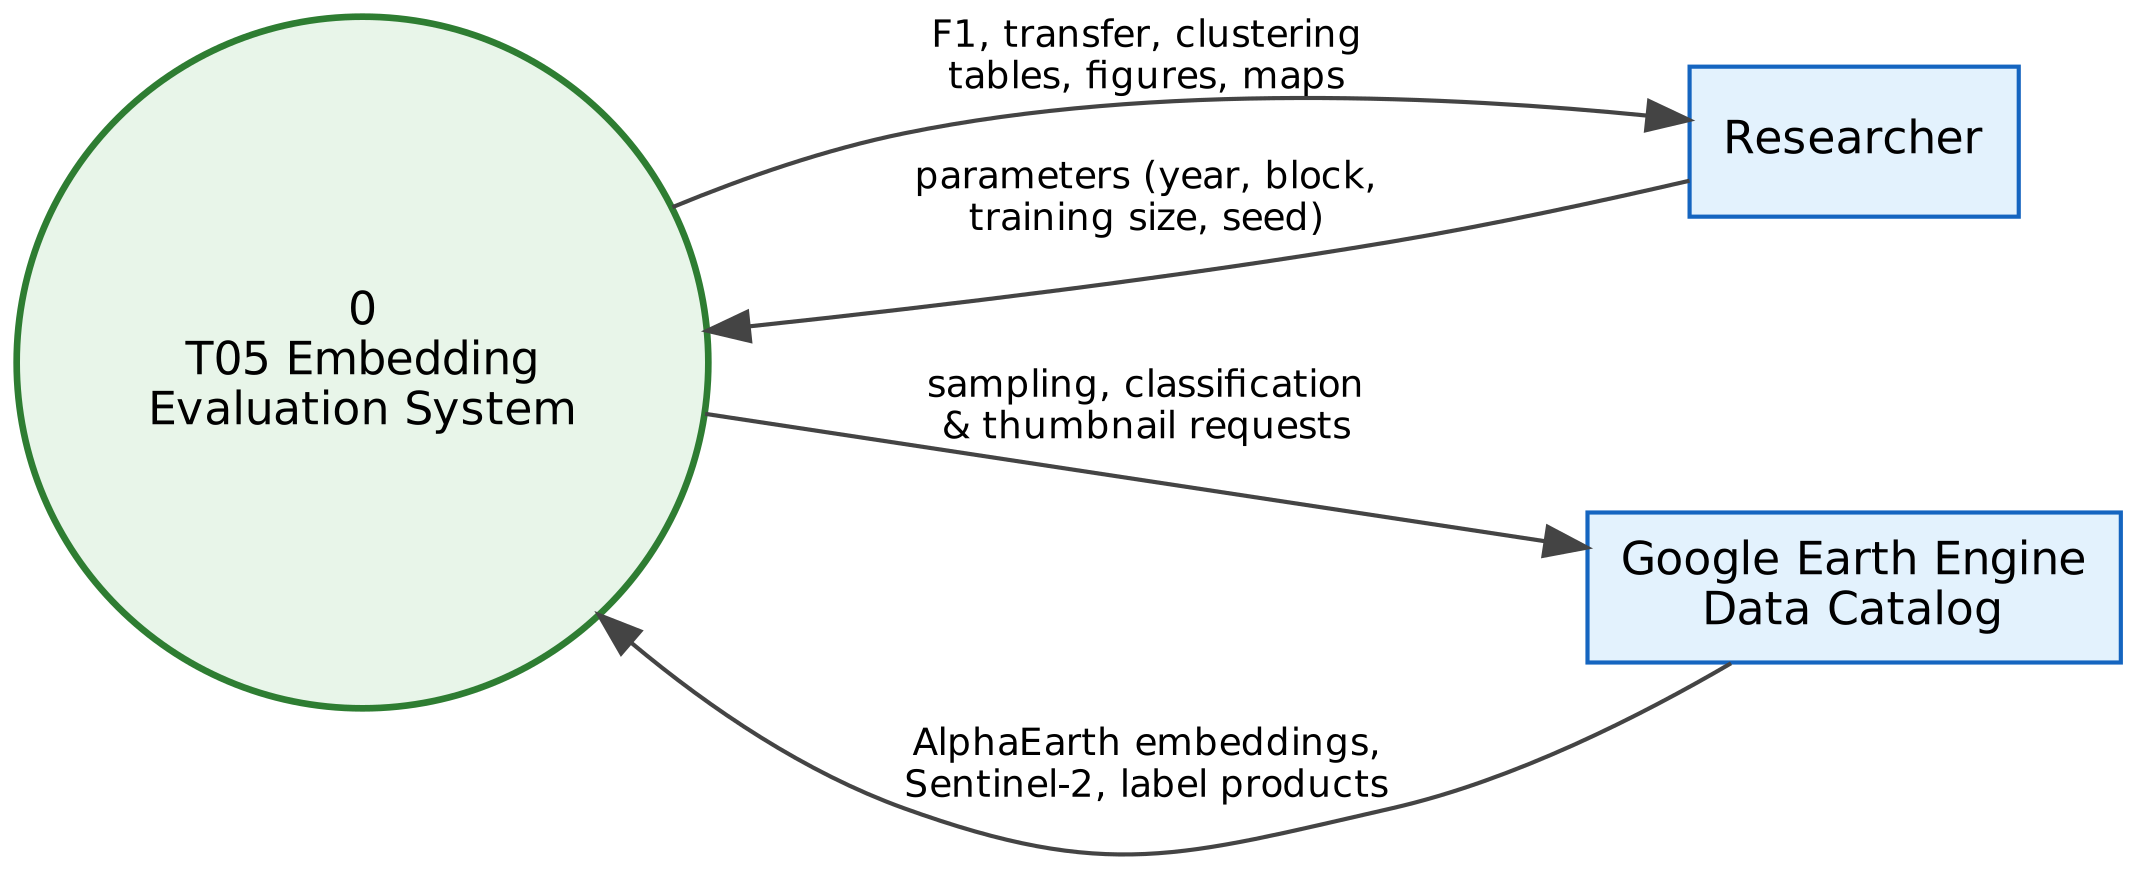 F1, transfer, clustering
tables, figures, maps
Researcher
parameters (year, block,
training size, seed)
0
T05 Embedding
Evaluation System
sampling, classification
& thumbnail requests
Google Earth Engine
Data Catalog
AlphaEarth embeddings,
Sentinel-2, label products